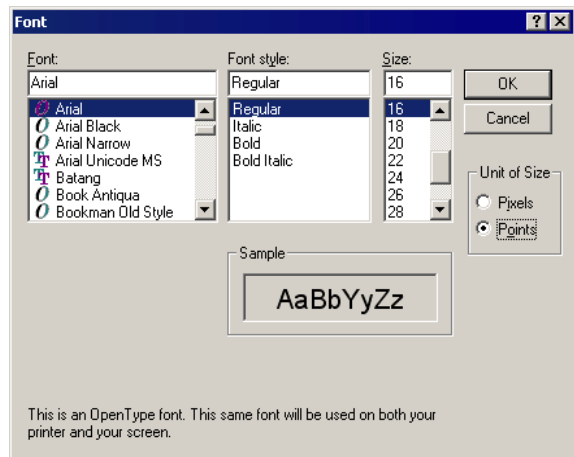 Font
Font:
Font style:
Size:
Arial
Regular
16
OK
Cancel
Arial
Arial Black
Arial Narrow
Arial Unicode MS
Batang
Book Antiqua
Bookman Old Style
Regular
Italic
Bold
Bold Italic
16
18
20
22
24
26
28
Unit of Size
Pixels
Points
Sample
AaBbYyZz
This is an OpenType font. This same font will be used on both your
printer and your screen.